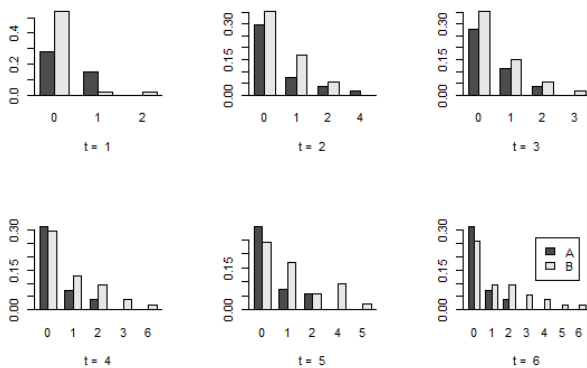 0.0 0.2 0.4
0 1 2
t = 1
0.00 0.15 0.30
0 1 2 4
t = 2
0.00 0.15 0.30
0 1 2 3
t = 3
0.00 0.15 0.30
0 1 2 3 6
t = 4
0.00 0.15
0 1 2 4 5
t = 5
0.00 0.15 0.30
A
B
0 1 2 3 4 5 6
t = 6